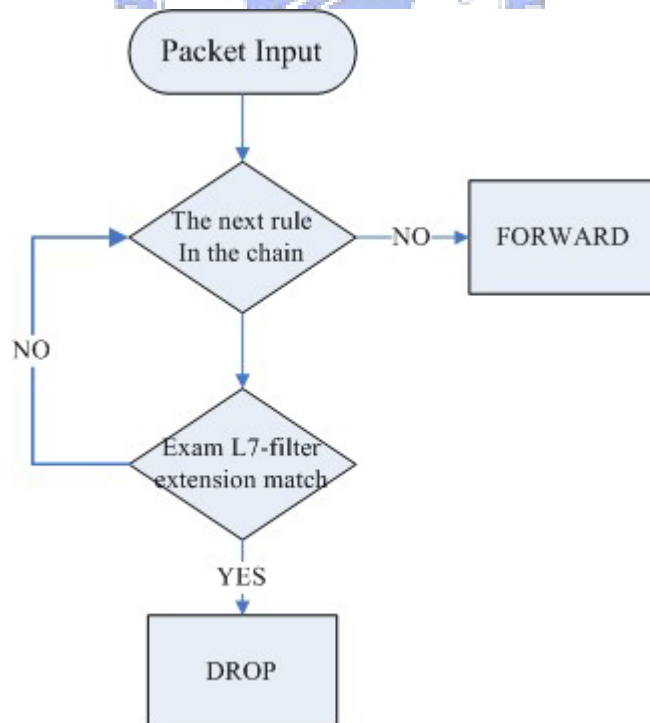 Packet Input
The next rule
In the chain
NO
FORWARD
NO
Exam L7-filter
extension match
YES
DROP